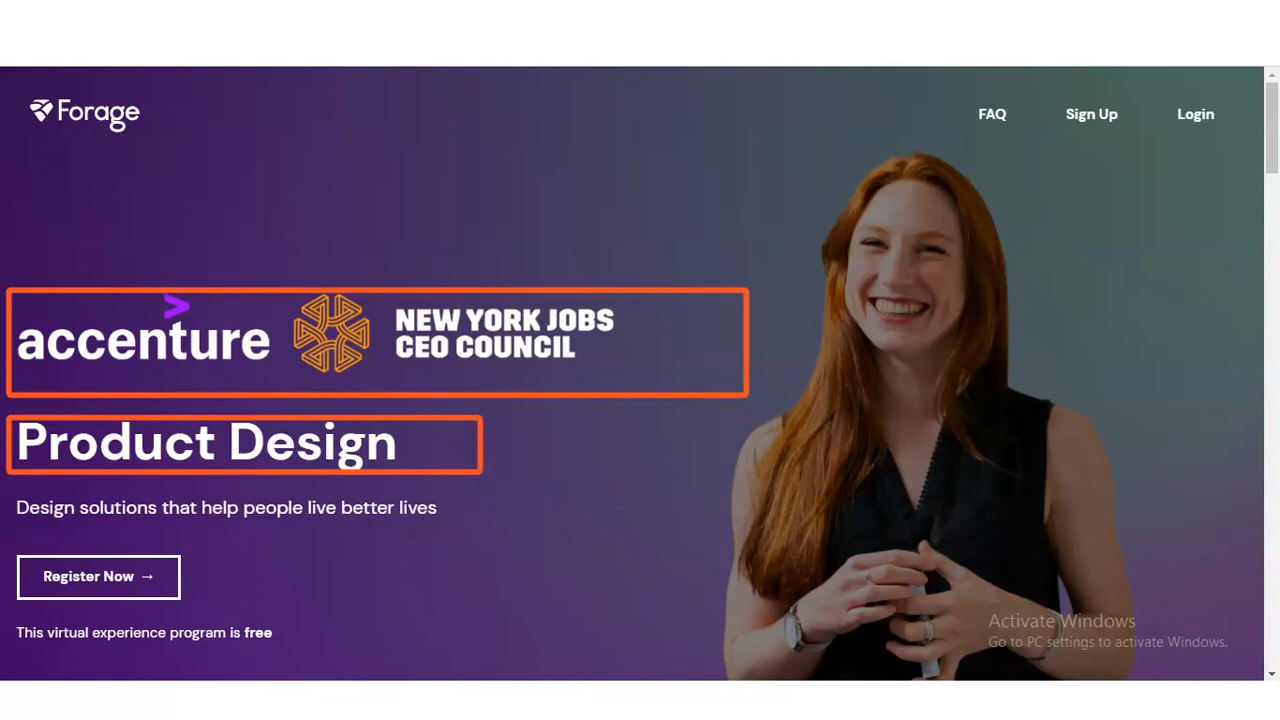 Forage
FAQ
Sign Up
Login
accenture
NEW YORK JOBS
CEO COUNCIL
Product Design
Design solutions that help people live better lives
Register Now →
This virtual experience program is free
Activate Windows
Go to PC settings to activate Windows.